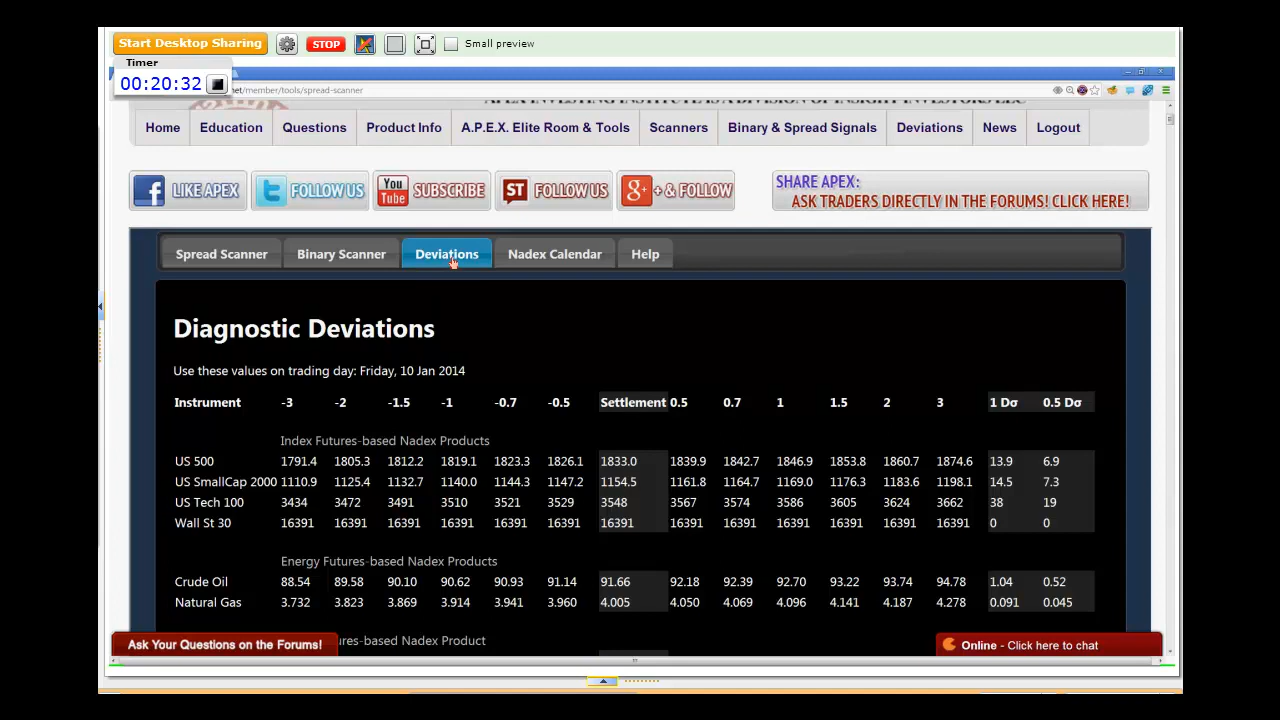 Start Desktop Sharing STOP Small preview
Timer
00:20:32
et/member/tools/spread-scanner
APEX INVESTING INSTITUTE IS A DIVISION OF INSIGHT INVESTORS LLC
Home Education Questions Product Info A.P.E.X. Elite Room & Tools Scanners Binary & Spread Signals Deviations News Logout
f LIKE APEX FOLLOW US You Tube SUBSCRIBE ST FOLLOW US g+ + & FOLLOW SHARE APEX:
ASK TRADERS DIRECTLY IN THE FORUMS! CLICK HERE!
Spread Scanner Binary Scanner Deviations Nadex Calendar Help
Diagnostic Deviations
Use these values on trading day: Friday, 10 Jan 2014
Instrument -3 -2 -1.5 -1 -0.7 -0.5 Settlement 0.5 0.7 1 1.5 2 3 1 Dσ 0.5 Dσ
Index Futures-based Nadex Products
US 500 1791.4 1805.3 1812.2 1819.1 1823.3 1826.1 1833.0 1839.9 1842.7 1846.9 1853.8 1860.7 1874.6 13.9 6.9
US SmallCap 2000 1110.9 1125.4 1132.7 1140.0 1144.3 1147.2 1154.5 1161.8 1164.7 1169.0 1176.3 1183.6 1198.1 14.5 7.3
US Tech 100 3434 3472 3491 3510 3521 3529 3548 3567 3574 3586 3605 3624 3662 38 19
Wall St 30 16391 16391 16391 16391 16391 16391 16391 16391 16391 16391 16391 16391 16391 0 0
Energy Futures-based Nadex Products
Crude Oil 88.54 89.58 90.10 90.62 90.93 91.14 91.66 92.18 92.39 92.70 93.22 93.74 94.78 1.04 0.52
Natural Gas 3.732 3.823 3.869 3.914 3.941 3.960 4.005 4.050 4.069 4.096 4.141 4.187 4.278 0.091 0.045
ures-based Nadex Product
Ask Your Questions on the Forums! Online - Click here to chat